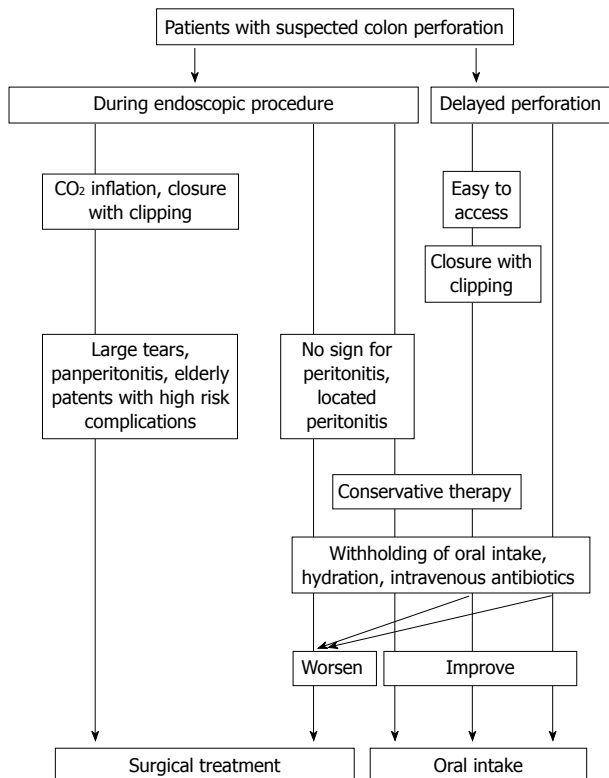 Patients with suspected colon perforation
During endoscopic procedure
Delayed perforation
CO₂ inflation, closure
with clipping
Easy to
access
Closure with
clipping
Large tears,
panperitonitis, elderly
patents with high risk
complications
No sign for
peritonitis,
located
peritonitis
Conservative therapy
Withholding of oral intake,
hydration, intravenous antibiotics
Worsen
Improve
Surgical treatment
Oral intake